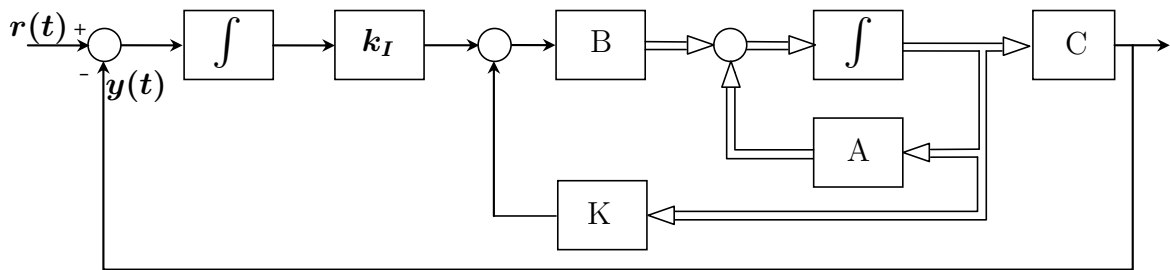 r(t) +
-
y(t)
∫
k_I
B
∫
C
A
K